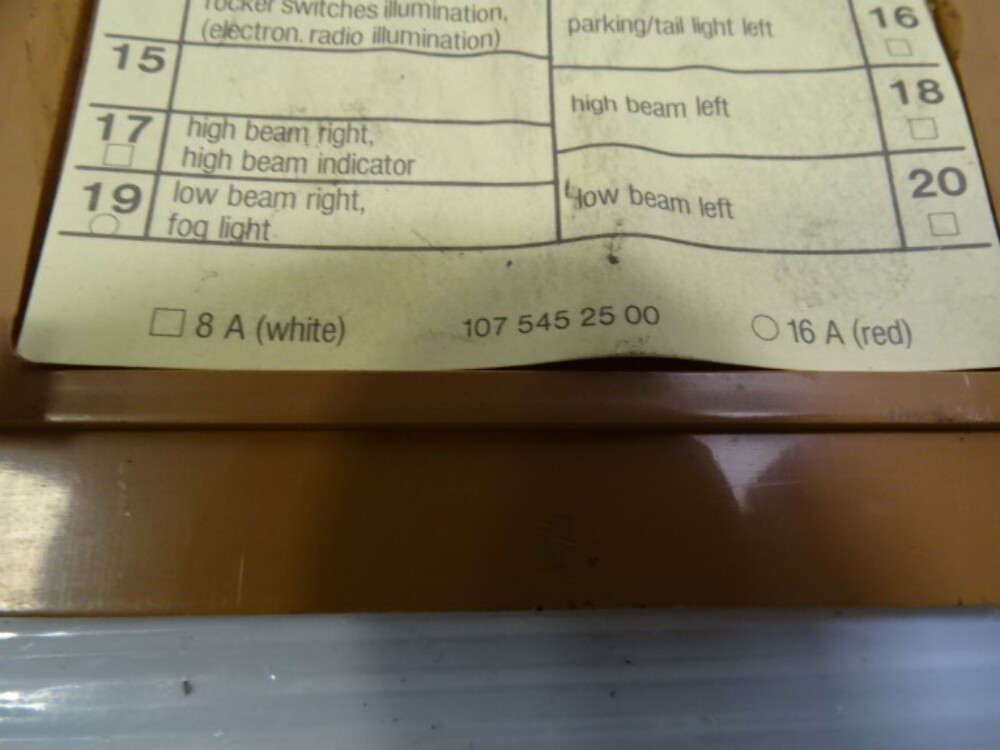 rocker switches illumination,
(electron. radio illumination)
15
17
high beam right,
high beam indicator
19
low beam right,
fog light
parking/tail light left
16
high beam left
18
low beam left
20
8 A (white)
107 545 25 00
16 A (red)